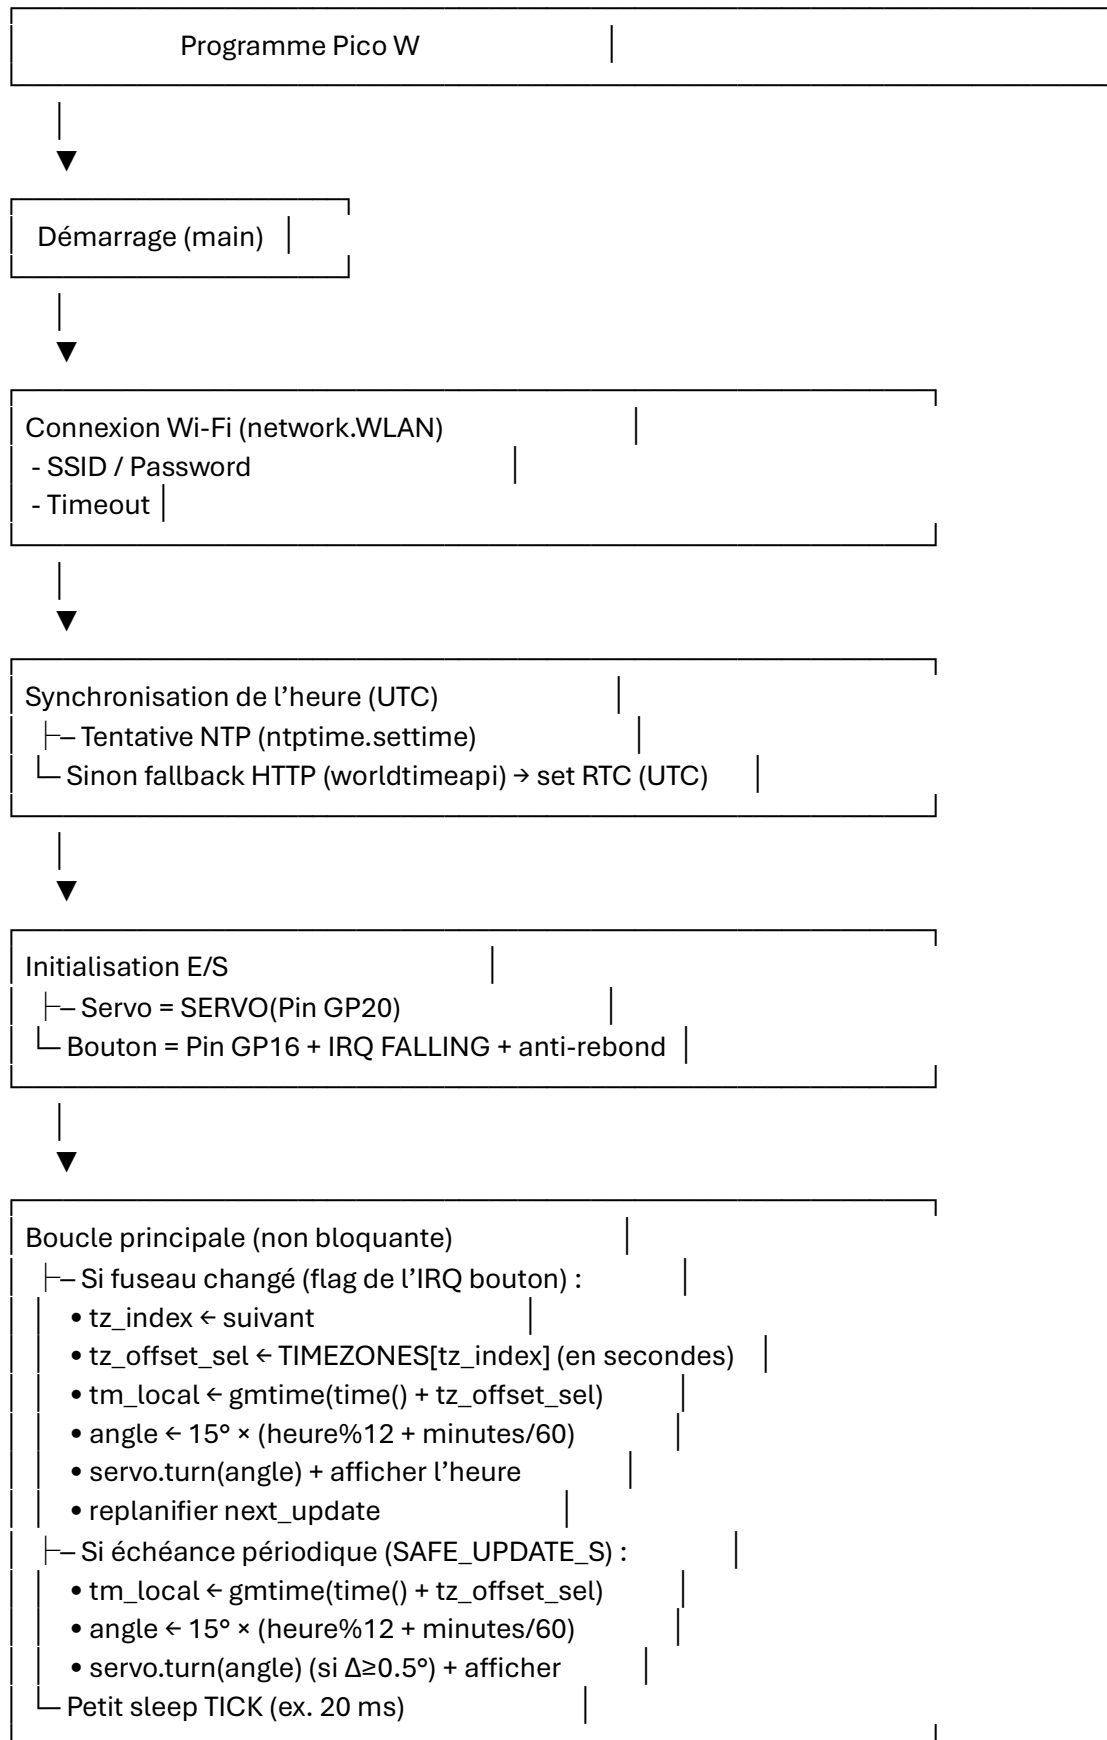 Programme Pico W
Démarrage (main)
Connexion Wi-Fi (network.WLAN)
- SSID / Password
- Timeout
Synchronisation de l’heure (UTC)
├─ Tentative NTP (ntptime.settime)
└─ Sinon fallback HTTP (worldtimeapi) → set RTC (UTC)
Initialisation E/S
├─ Servo = SERVO(Pin GP20)
└─ Bouton = Pin GP16 + IRQ FALLING + anti-rebond
Boucle principale (non bloquante)
├─ Si fuseau changé (flag de l’IRQ bouton) :
• tz_index ← suivant
• tz_offset_sel ← TIMEZONES[tz_index] (en secondes)
• tm_local ← gmtime(time() + tz_offset_sel)
• angle ← 15° × (heure%12 + minutes/60)
• servo.turn(angle) + afficher l’heure
• replanifier next_update
├─ Si échéance périodique (SAFE_UPDATE_S) :
• tm_local ← gmtime(time() + tz_offset_sel)
• angle ← 15° × (heure%12 + minutes/60)
• servo.turn(angle) (si Δ≥0.5°) + afficher
└─ Petit sleep TICK (ex. 20 ms)